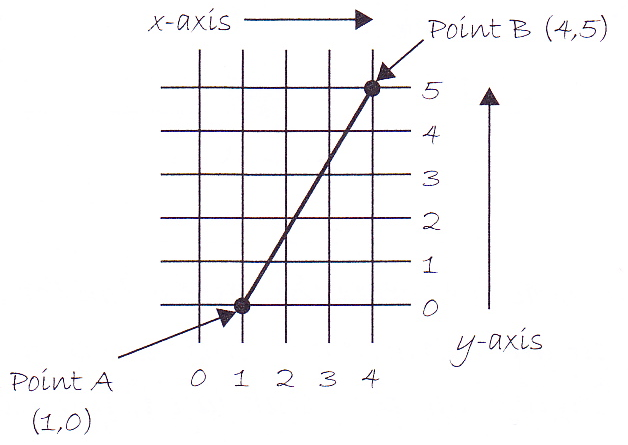 x-axis
Point B (4,5)
5
4
3
2
1
0
y-axis
Point A
(1,0)
0 1 2 3 4